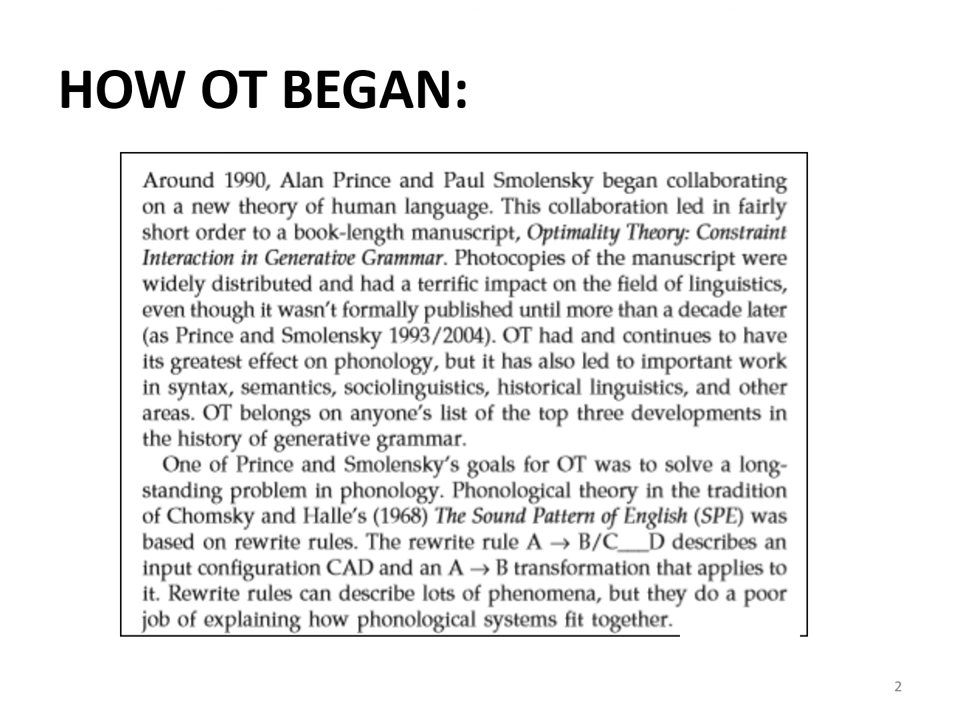 HOW OT BEGAN:
Around 1990, Alan Prince and Paul Smolensky began collaborating
on a new theory of human language. This collaboration led in fairly
short order to a book-length manuscript, Optimality Theory: Constraint
Interaction in Generative Grammar. Photocopies of the manuscript were
widely distributed and had a terrific impact on the field of linguistics,
even though it wasn't formally published until more than a decade later
(as Prince and Smolensky 1993/2004). OT had and continues to have
its greatest effect on phonology, but it has also led to important work
in syntax, semantics, sociolinguistics, historical linguistics, and other
areas. OT belongs on anyone's list of the top three developments in
the history of generative grammar.
One of Prince and Smolensky's goals for OT was to solve a long-
standing problem in phonology. Phonological theory in the tradition
of Chomsky and Halle's (1968) The Sound Pattern of English (SPE) was
based on rewrite rules. The rewrite rule A → B/C___D describes an
input configuration CAD and an A → B transformation that applies to
it. Rewrite rules can describe lots of phenomena, but they do a poor
job of explaining how phonological systems fit together.
2